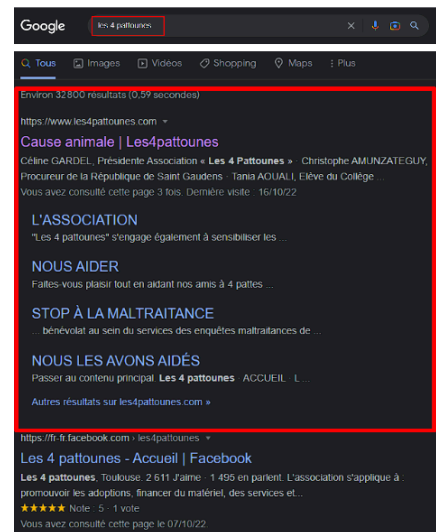 Google
les 4 pattounes
Tous Images Vidéos Shopping Maps Plus
Environ 32 800 résultats (0,59 secondes)
https://www.les4pattounes.com
Cause animale | Les4pattounes
Céline GARDEL, Présidente Association « Les 4 Pattounes » · Christophe AMUNZATEGUY,
Procureur de la République de Saint Gaudens · Tania AOUALI, Elève du Collège ...
Vous avez consulté cette page 3 fois. Dernière visite : 16/10/22
L'ASSOCIATION
"Les 4 pattounes" s'engage également à sensibiliser les ...
NOUS AIDER
Faites-vous plaisir tout en aidant nos amis à 4 pattes ...
STOP À LA MALTRAITANCE
... bénévolat au sein du services des enquêtes maltraitances de ...
NOUS LES AVONS AIDÉS
Passer au contenu principal. Les 4 pattounes · ACCUEIL · L ...
Autres résultats sur les4pattounes.com »
https://fr-fr.facebook.com › les4pattounes
Les 4 pattounes - Accueil | Facebook
Les 4 pattounes, Toulouse. 2 611 J'aime · 1 495 en parlent. L'association s'applique à :
promouvoir les adoptions, financer du matériel, des services et...
★★★★★ Note : 5 · 1 vote
Vous avez consulté cette page le 07/10/22.